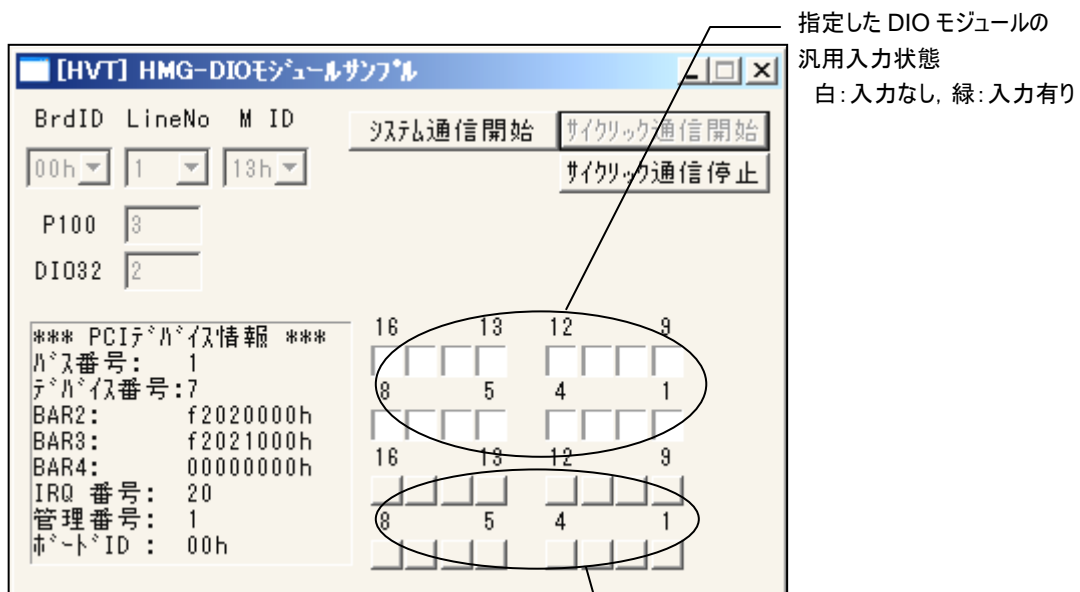 指定した DIO モジュールの
汎用入力状態
白：入力なし，緑：入力有り
[HVT] HMG-DIOﾓｼﾞｭｰﾙｻﾝﾌﾟﾙ
BrdID LineNo M ID
ｼｽﾃﾑ通信開始 ｻｲｸﾘｯｸ通信開始
00h 1 13h
ｻｲｸﾘｯｸ通信停止
P100 3
DIO32 2
*** PCIﾃﾞﾊﾞｲｽ情報 ***
ﾊﾞｽ番号: 1
ﾃﾞﾊﾞｲｽ番号:7
BAR2: f2020000h
BAR3: f2021000h
BAR4: 00000000h
IRQ 番号: 20
管理番号: 1
ﾎﾞｰﾄﾞID : 00h
16 13 12 9
8 5 4 1
16 13 12 9
8 5 4 1